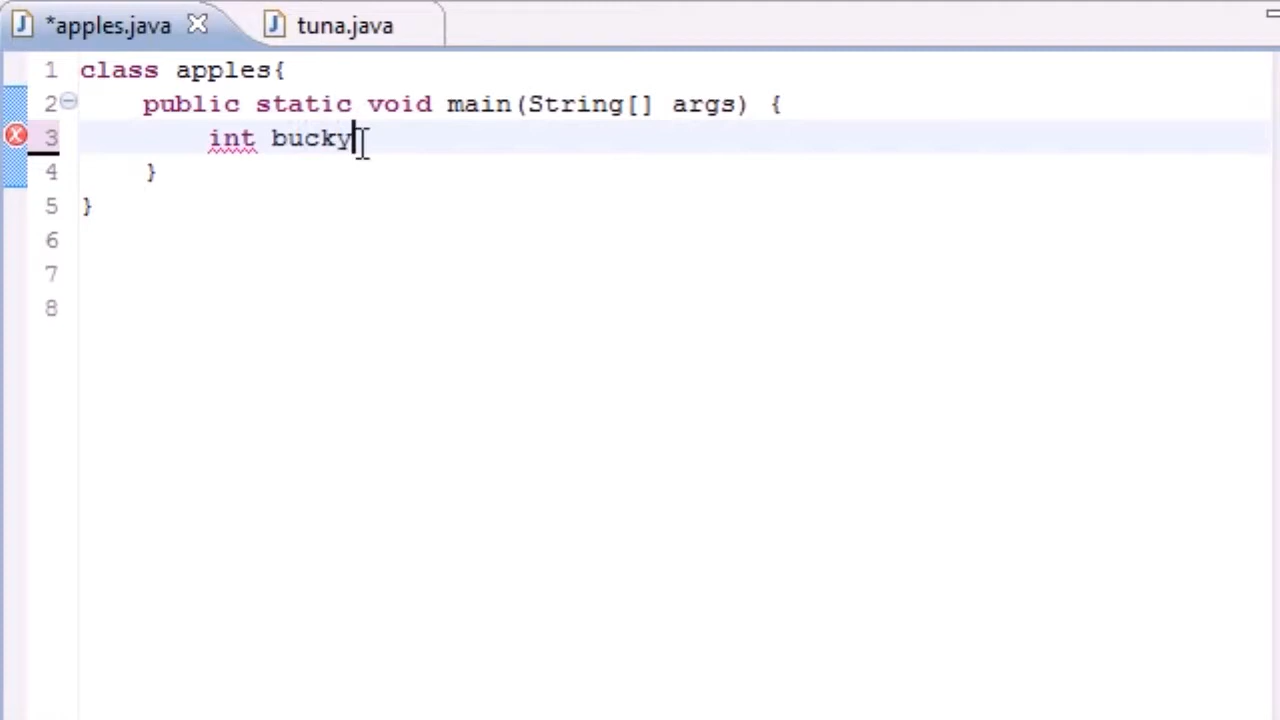 *apples.java tuna.java
1 class apples{
2 public static void main(String[] args) {
3 int bucky
4 }
5 }
6
7
8